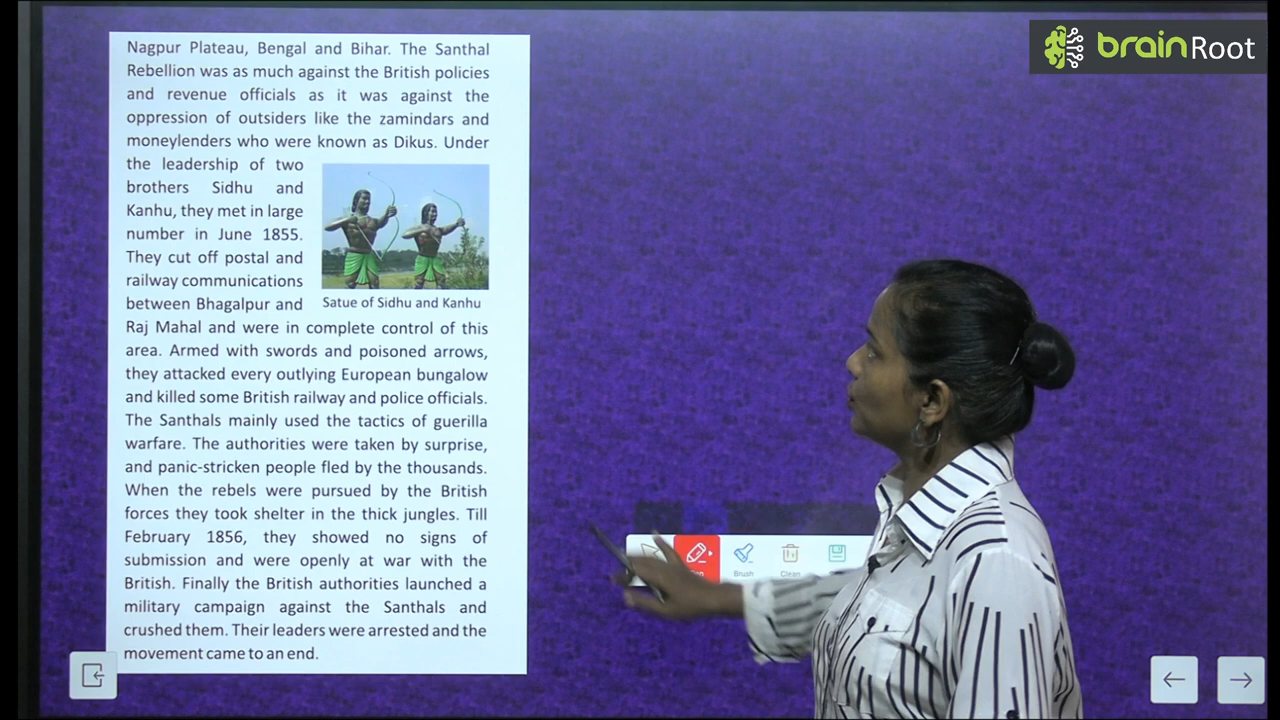 brainRoot
Nagpur Plateau, Bengal and Bihar. The Santhal
Rebellion was as much against the British policies
and revenue officials as it was against the
oppression of outsiders like the zamindars and
moneylenders who were known as Dikus. Under
the leadership of two
brothers Sidhu and
Kanhu, they met in large
number in June 1855.
They cut off postal and
railway communications
between Bhagalpur and
Satue of Sidhu and Kanhu
Raj Mahal and were in complete control of this
area. Armed with swords and poisoned arrows,
they attacked every outlying European bungalow
and killed some British railway and police officials.
The Santhals mainly used the tactics of guerilla
warfare. The authorities were taken by surprise,
and panic-stricken people fled by the thousands.
When the rebels were pursued by the British
forces they took shelter in the thick jungles. Till
February 1856, they showed no signs of
submission and were openly at war with the
British. Finally the British authorities launched a
military campaign against the Santhals and
crushed them. Their leaders were arrested and the
movement came to an end.
Brush
Clean